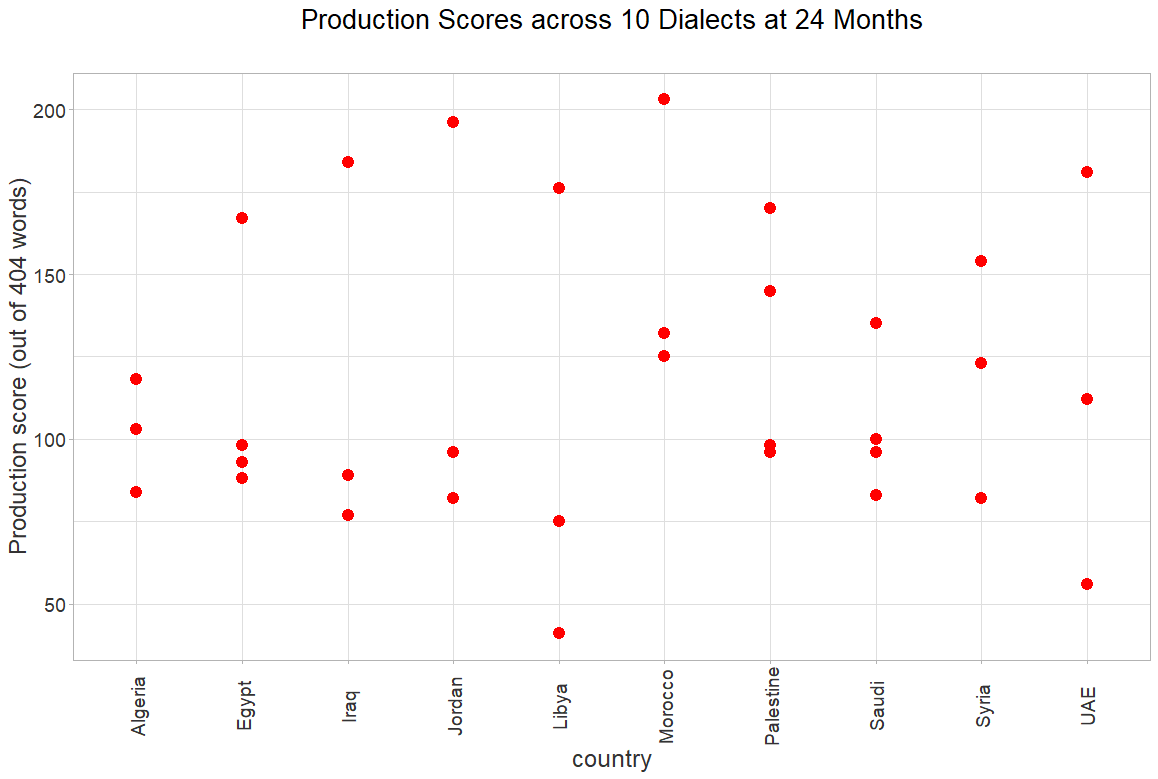 Production Scores across 10 Dialects at 24 Months
Production score (out of 404 words)
200
150
100
50
Algeria
Egypt
Iraq
Jordan
Libya
Morocco
Palestine
Saudi
Syria
UAE
country